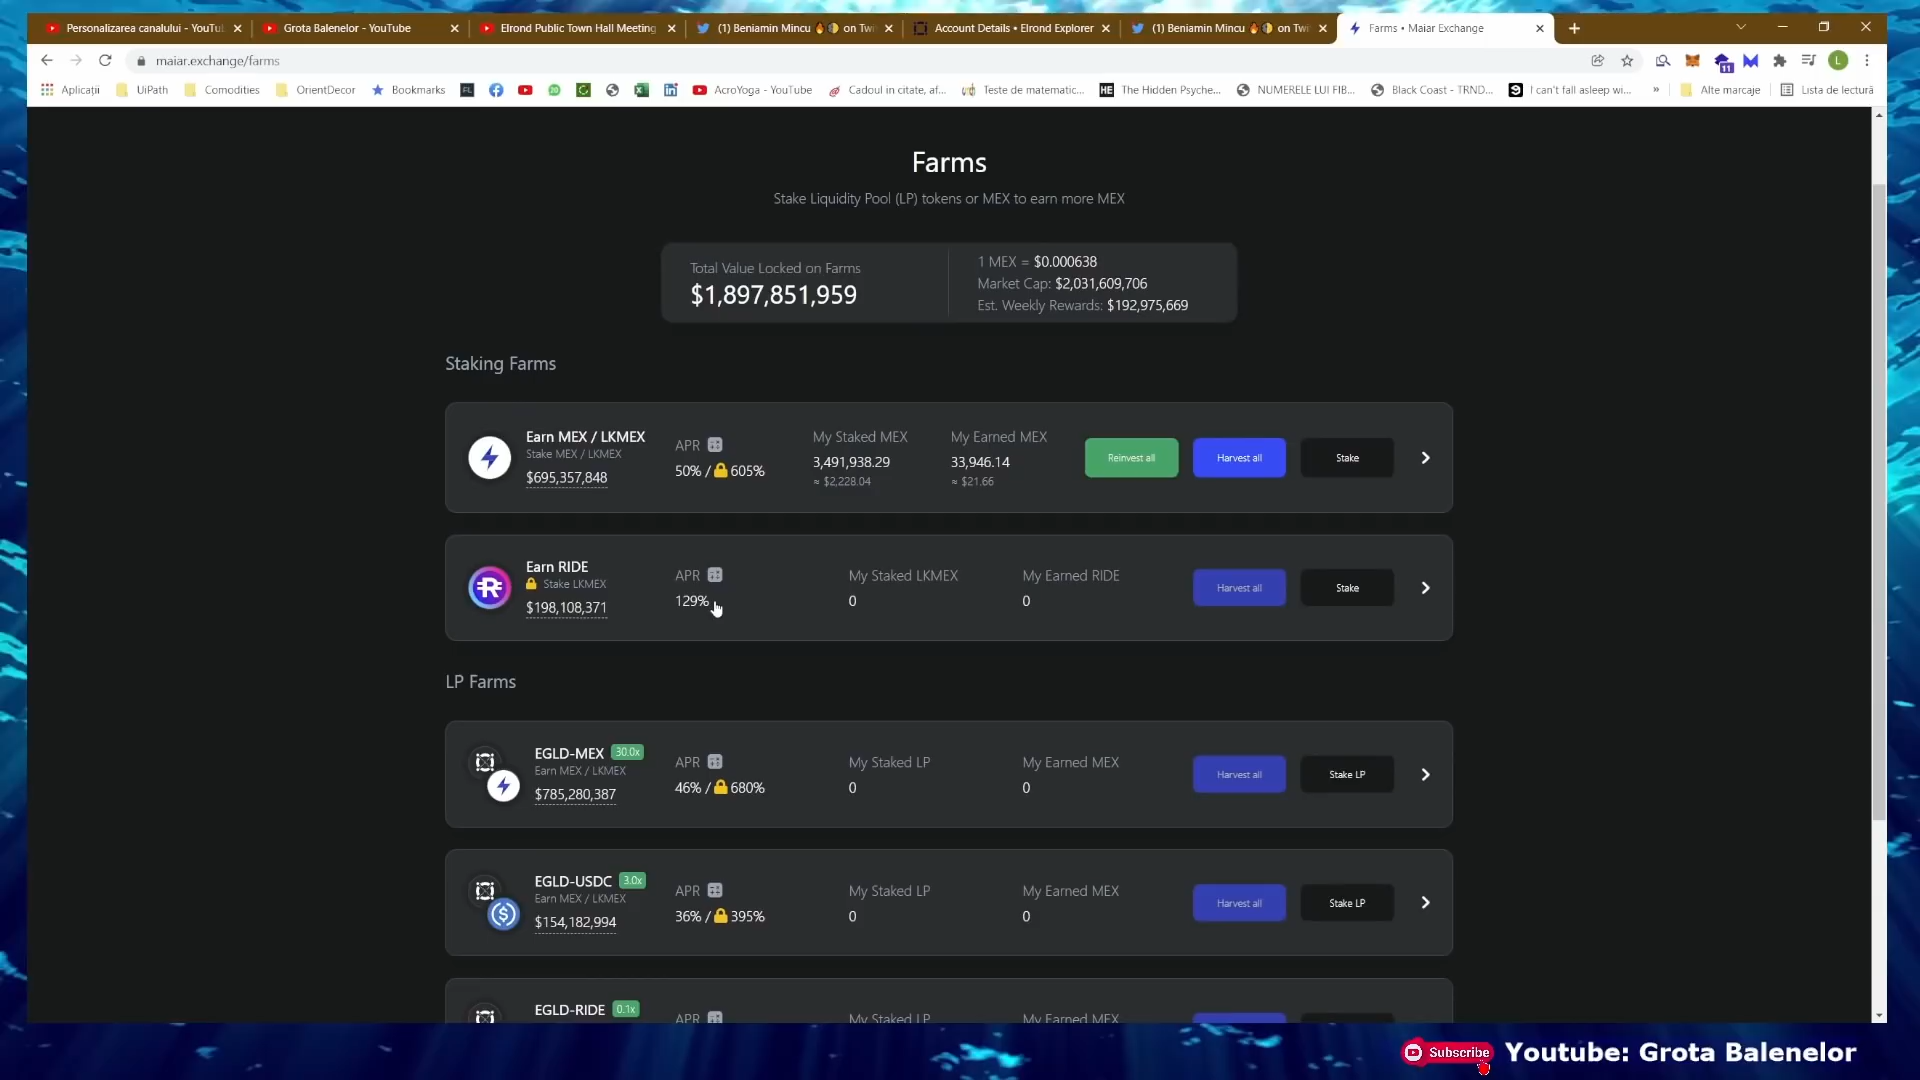 Personalizarea canalului - YouTu
Grota Balenelor - YouTube
Elrond Public Town Hall Meeting
(1) Beniamin Mincu 🔥🌗 on Twi
Account Details • Elrond Explorer
(1) Beniamin Mincu 🔥🌗 on Twi
Farms • Maiar Exchange
maiar.exchange/farms
11
L
Aplicații
UiPath
Comodities
OrientDecor
Bookmarks
FL
AcroYoga - YouTube
Cadoul in citate, af...
Teste de matematic...
HE
The Hidden Psyche...
NUMERELE LUI FIB...
Black Coast - TRND...
I can't fall asleep wi...
»
Alte marcaje
Lista de lectură
Farms
Stake Liquidity Pool (LP) tokens or MEX to earn more MEX
Total Value Locked on Farms
$1,897,851,959
1 MEX = $0.000638
Market Cap: $2,031,609,706
Est. Weekly Rewards: $192,975,669
Staking Farms
Earn MEX / LKMEX
Stake MEX / LKMEX
$695,357,848
APR
50% / 🔒605%
My Staked MEX
3,491,938.29
≈ $2,228.04
My Earned MEX
33,946.14
≈ $21.66
Reinvest all
Harvest all
Stake
Earn RIDE
🔒 Stake LKMEX
$198,108,371
APR
129%
My Staked LKMEX
0
My Earned RIDE
0
Harvest all
Stake
LP Farms
EGLD-MEX 30.0x
Earn MEX / LKMEX
$785,280,387
APR
46% / 🔒680%
My Staked LP
0
My Earned MEX
0
Harvest all
Stake LP
EGLD-USDC 3.0x
Earn MEX / LKMEX
$154,182,994
APR
36% / 🔒395%
My Staked LP
0
My Earned MEX
0
Harvest all
Stake LP
EGLD-RIDE 0.1x
APR
My Staked LP
My Earned MEX
Subscribe
Youtube: Grota Balenelor